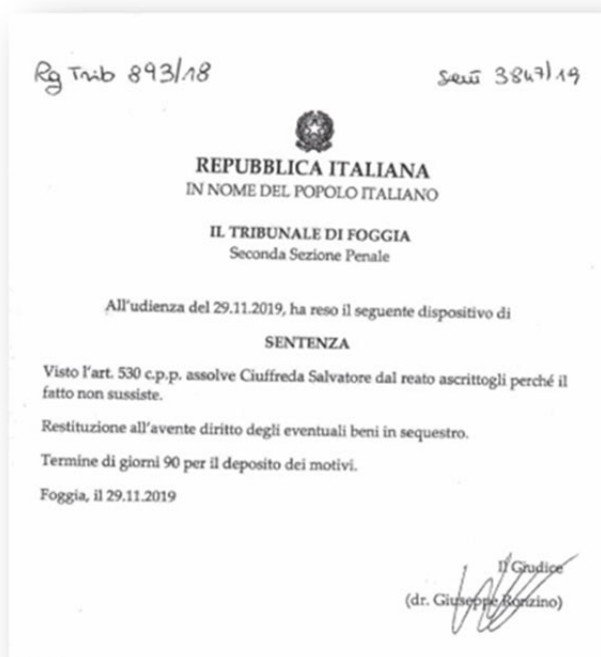 Rg Trib 893/18
Sent 3847/19
REPUBBLICA ITALIANA
IN NOME DEL POPOLO ITALIANO
IL TRIBUNALE DI FOGGIA
Seconda Sezione Penale
All'udienza del 29.11.2019, ha reso il seguente dispositivo di
SENTENZA
Visto l'art. 530 c.p.p. assolve Ciuffreda Salvatore dal reato ascrittogli perché il
fatto non sussiste.
Restituzione all'avente diritto degli eventuali beni in sequestro.
Termine di giorni 90 per il deposito dei motivi.
Foggia, il 29.11.2019
Il Giudice
(dr. Giuseppe Ronzino)